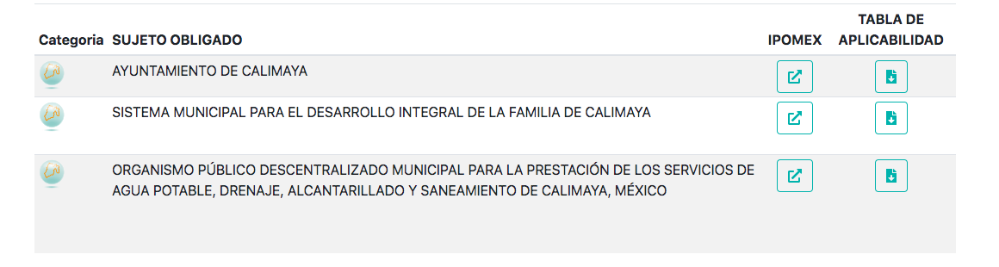 Categoria SUJETO OBLIGADO IPOMEX TABLA DE
APLICABILIDAD
AYUNTAMIENTO DE CALIMAYA
SISTEMA MUNICIPAL PARA EL DESARROLLO INTEGRAL DE LA FAMILIA DE CALIMAYA
ORGANISMO PÚBLICO DESCENTRALIZADO MUNICIPAL PARA LA PRESTACIÓN DE LOS SERVICIOS DE
AGUA POTABLE, DRENAJE, ALCANTARILLADO Y SANEAMIENTO DE CALIMAYA, MÉXICO